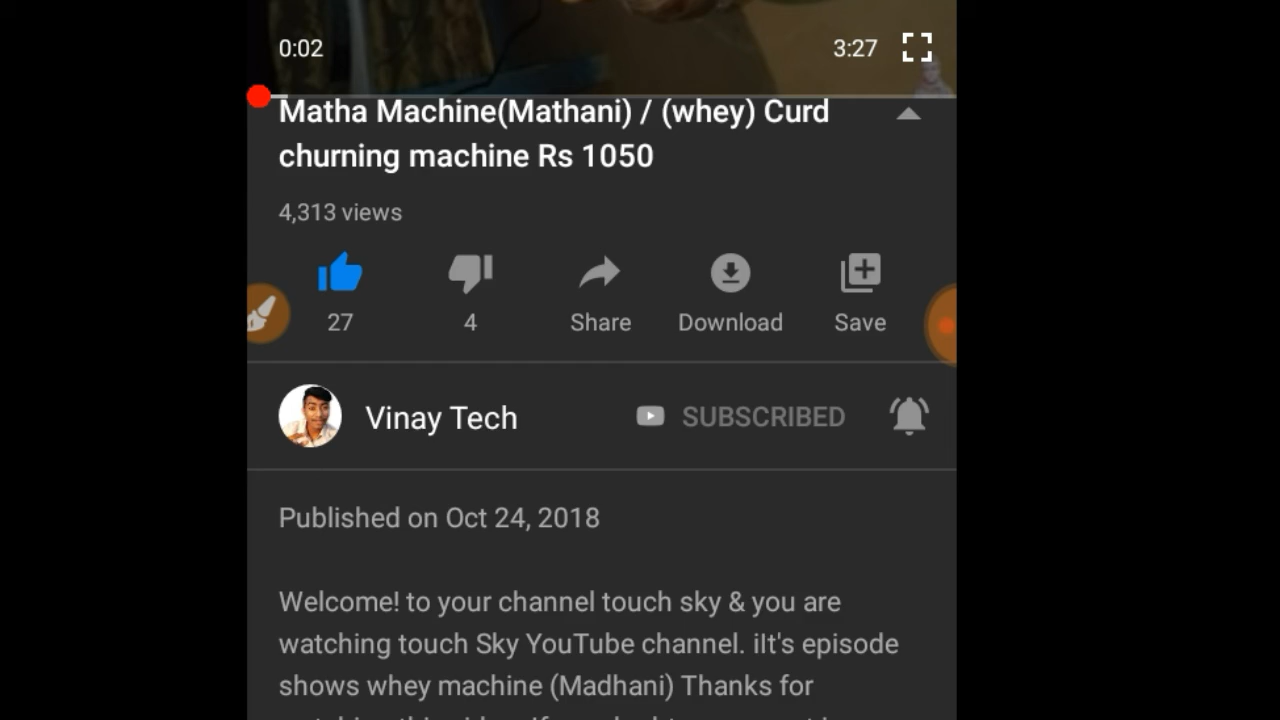 0:02 3:27
Matha Machine(Mathani) / (whey) Curd
churning machine Rs 1050
4,313 views
27 4 Share Download Save
Vinay Tech SUBSCRIBED
Published on Oct 24, 2018
Welcome! to your channel touch sky & you are
watching touch Sky YouTube channel. iIt's episode
shows whey machine (Madhani) Thanks for